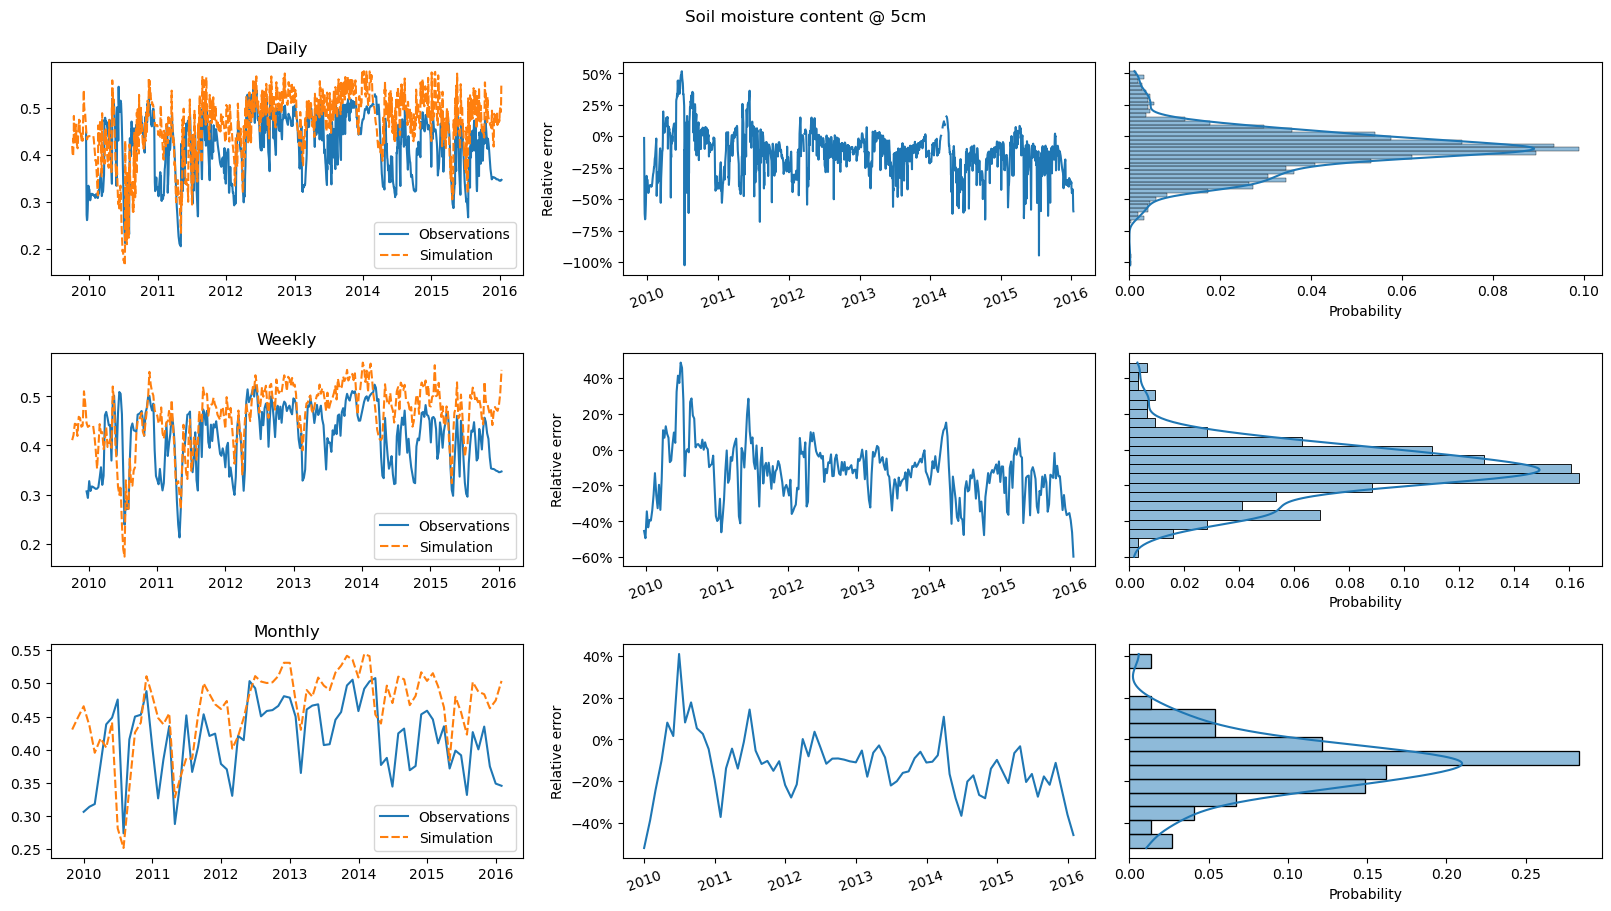 Soil moisture content @ 5cm
Daily
0.5
0.4
0.3
0.2
Observations
Simulation
2010 2011 2012 2013 2014 2015 2016
Relative error
50%
25%
0%
−25%
−50%
−75%
−100%
2010 2011 2012 2013 2014 2015 2016
0.00 0.02 0.04 0.06 0.08 0.10
Probability
Weekly
0.5
0.4
0.3
0.2
Observations
Simulation
2010 2011 2012 2013 2014 2015 2016
Relative error
40%
20%
0%
−20%
−40%
−60%
2010 2011 2012 2013 2014 2015 2016
0.00 0.02 0.04 0.06 0.08 0.10 0.12 0.14 0.16
Probability
Monthly
0.55
0.50
0.45
0.40
0.35
0.30
0.25
Observations
Simulation
2010 2011 2012 2013 2014 2015 2016
Relative error
40%
20%
0%
−20%
−40%
2010 2011 2012 2013 2014 2015 2016
0.00 0.05 0.10 0.15 0.20 0.25
Probability